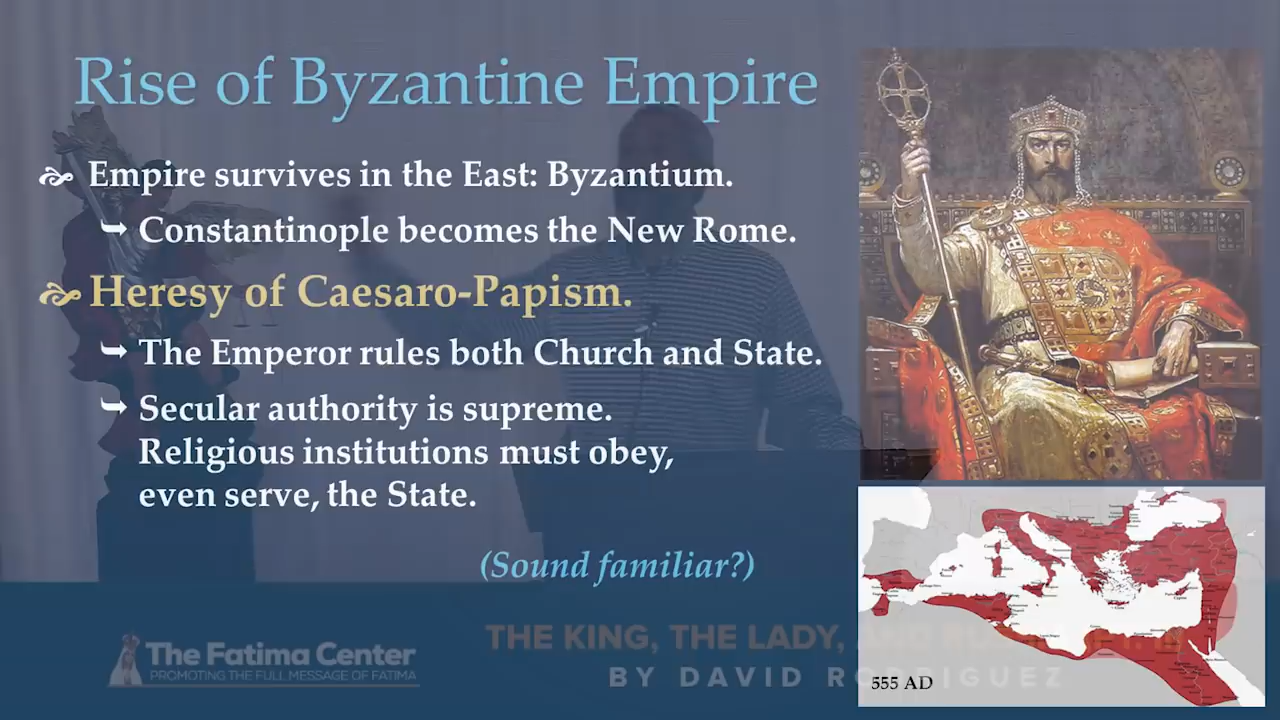 Rise of Byzantine Empire
Empire survives in the East: Byzantium.
Constantinople becomes the New Rome.
Heresy of Caesaro-Papism.
The Emperor rules both Church and State.
Secular authority is supreme.
Religious institutions must obey,
even serve, the State.
(Sound familiar?)
The Fatima Center
PROMOTING THE FULL MESSAGE OF FATIMA
THE KING, THE LADY,
BY DAVID RODRIGUEZ
555 AD